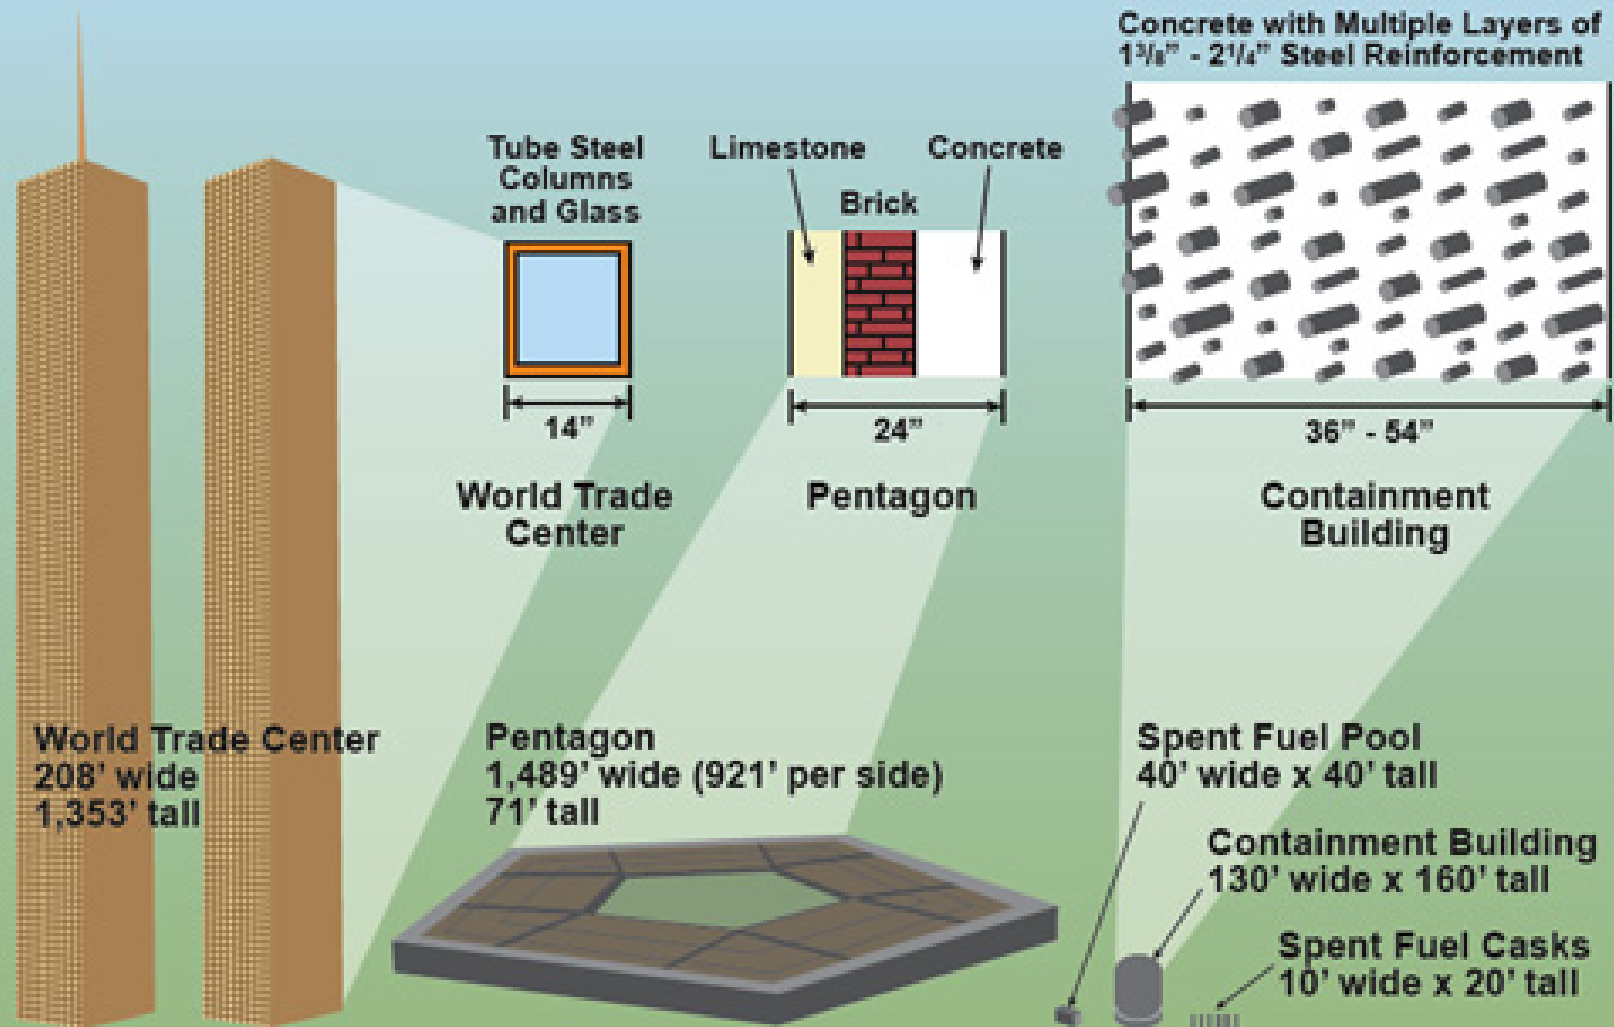 Concrete with Multiple Layers of
1³/₈” - 2¹/₄” Steel Reinforcement
Tube Steel
Columns
and Glass
Limestone
Concrete
Brick
14”
24”
36” - 54”
World Trade
Center
Pentagon
Containment
Building
World Trade Center
208’ wide
1,353’ tall
Pentagon
1,489’ wide (921’ per side)
71’ tall
Spent Fuel Pool
40’ wide x 40’ tall
Containment Building
130’ wide x 160’ tall
Spent Fuel Casks
10’ wide x 20’ tall